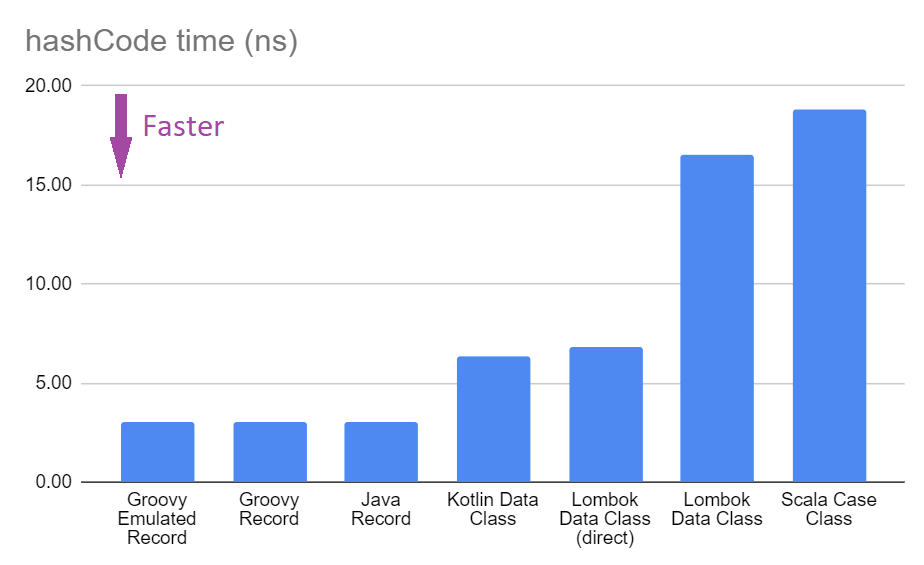 hashCode time (ns)
20.00
Faster
15.00
10.00
5.00
0.00
Groovy
Emulated
Record
Groovy
Record
Java
Record
Kotlin Data
Class
Lombok
Data Class
(direct)
Lombok
Data Class
Scala Case
Class